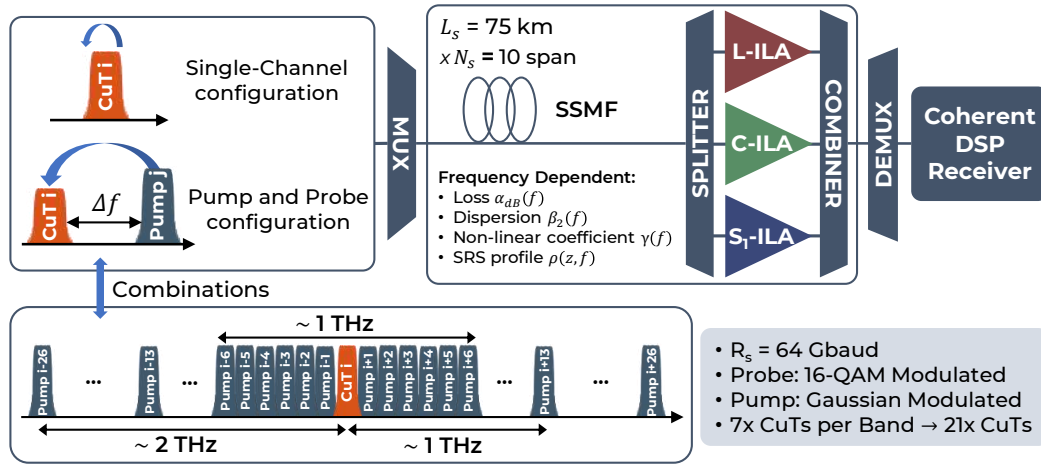 CuT i
Single-Channel
configuration
CuT i
Δf
Pump j
Pump and Probe
configuration
MUX
L_s = 75 km
x N_s = 10 span
SSMF
Frequency Dependent:
• Loss α_dB(f)
• Dispersion β_2(f)
• Non-linear coefficient γ(f)
• SRS profile ρ(z, f)
SPLITTER
L-ILA
C-ILA
S_1-ILA
COMBINER
DEMUX
Coherent
DSP
Receiver
Combinations
~ 1 THz
Pump i-26
...
Pump i-13
...
Pump i-6
Pump i-5
Pump i-4
Pump i-3
Pump i-2
Pump i-1
CuT i
Pump i+1
Pump i+2
Pump i+3
Pump i+4
Pump i+5
Pump i+6
...
Pump i+13
...
Pump i+26
~ 2 THz
~ 1 THz
• R_s = 64 Gbaud
• Probe: 16-QAM Modulated
• Pump: Gaussian Modulated
• 7x CuTs per Band → 21x CuTs